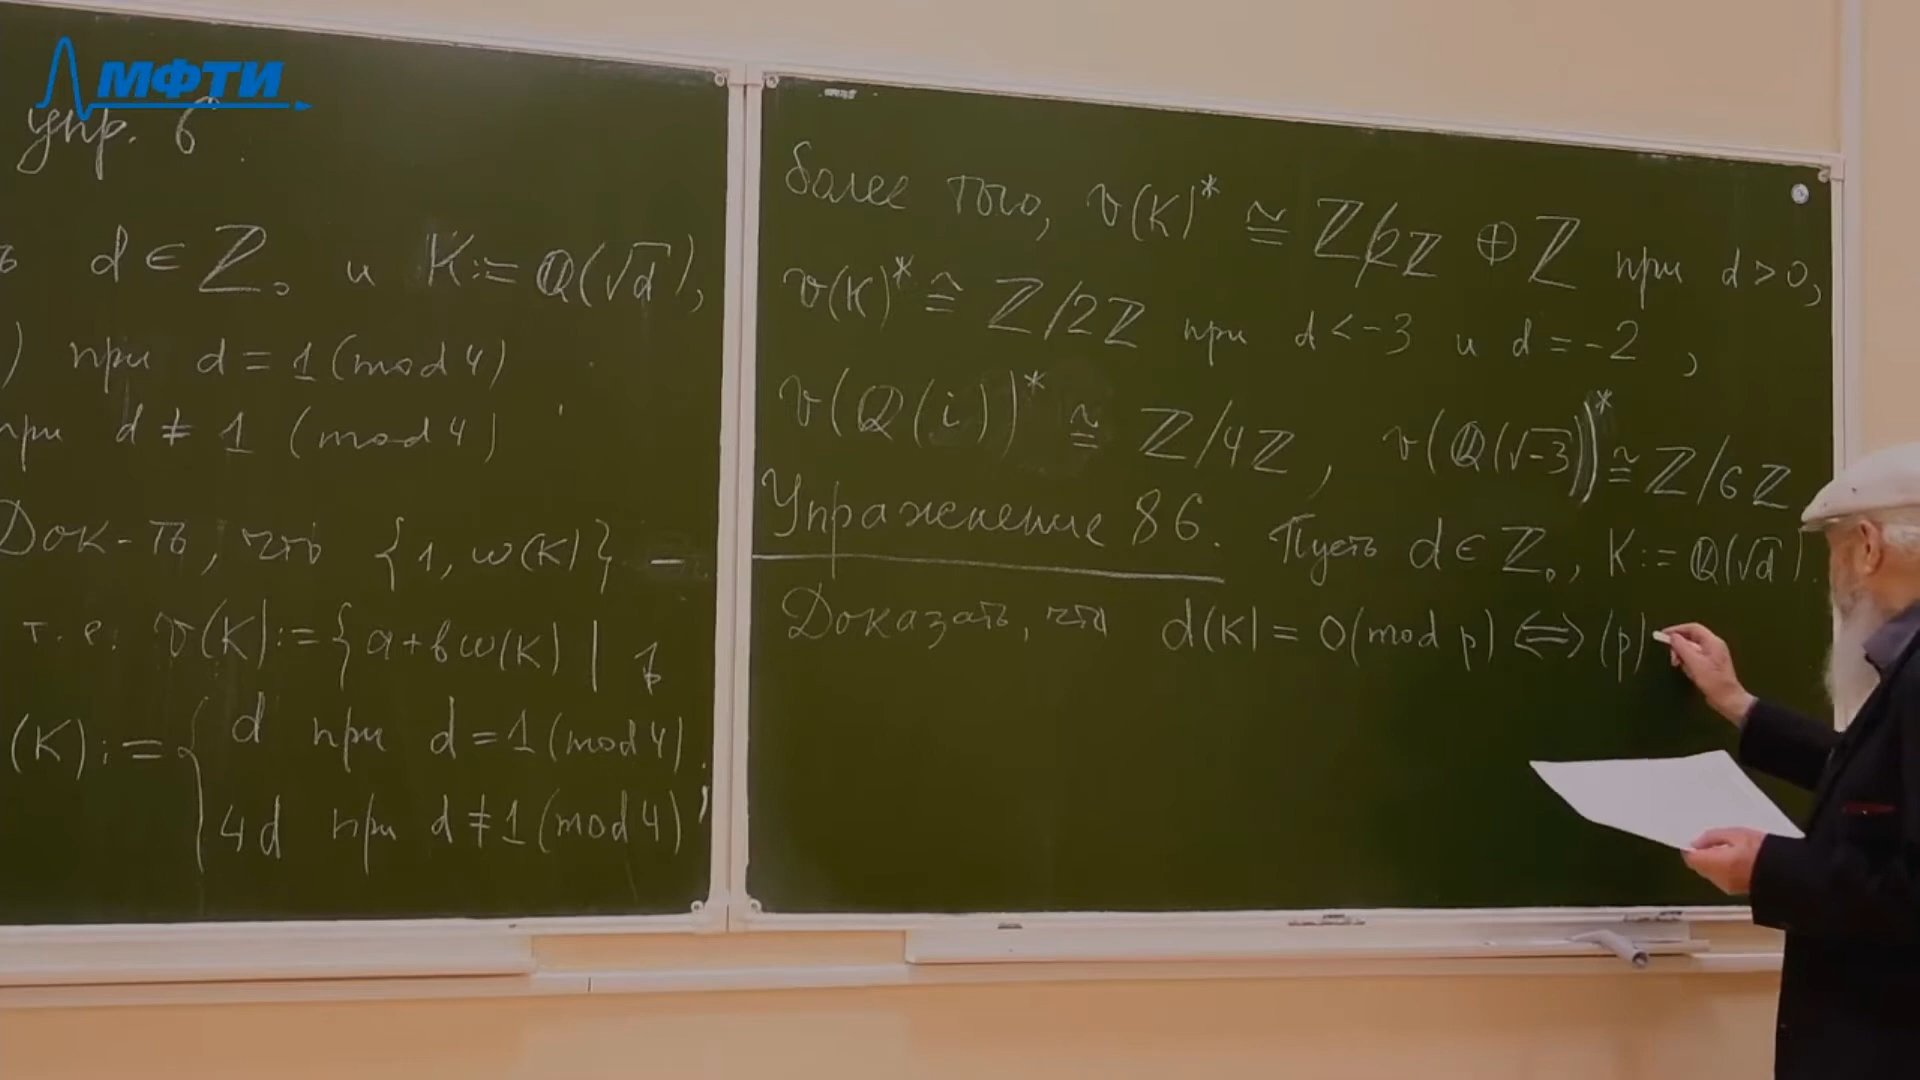 МФТИ
упр. 6
d ∈ ℤ₀ и K := ℚ(√d),
) при d = 1 (mod 4)
при d ≠ 1 (mod 4)
Док-ть, что {1, w(K)} –
т.е. v(K) := {a + b w(K) |
(K) := { d при d = 1 (mod 4)
4d при d ≠ 1 (mod 4)
более того, v(K)* ≅ ℤ/2ℤ ⊕ ℤ при d > 0,
v(K)* ≅ ℤ/2ℤ при d < -3 и d = -2,
v(ℚ(i))* ≅ ℤ/4ℤ, v(ℚ(√-3))* ≅ ℤ/6ℤ
Упражнение 86. Пусть d ∈ ℤ₀, K := ℚ(√d).
Доказать, что d(K) = 0 (mod p) ⟺ (p)